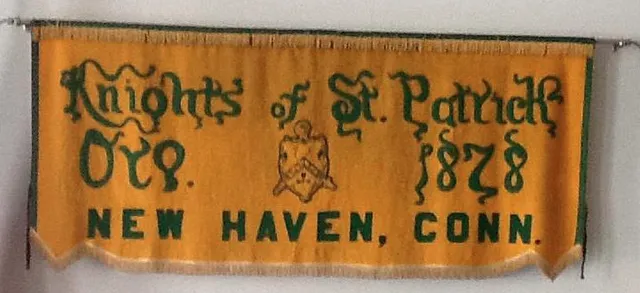 Knights of St. Patrick
Org. 1878
NEW HAVEN, CONN.